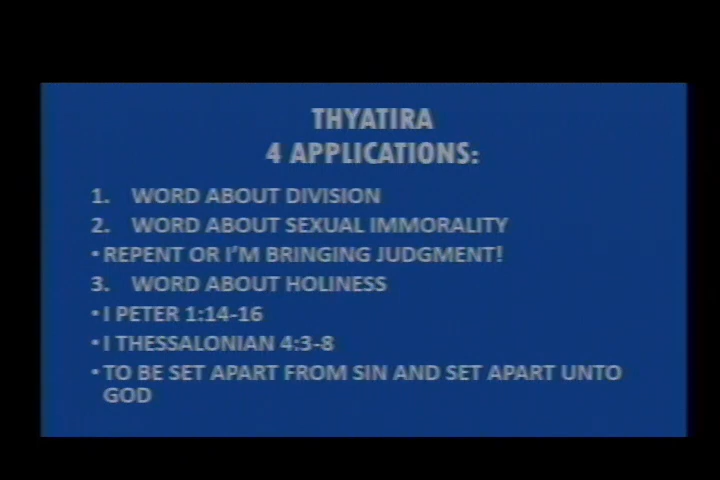 THYATIRA
4 APPLICATIONS:
1. WORD ABOUT DIVISION
2. WORD ABOUT SEXUAL IMMORALITY
• REPENT OR I'M BRINGING JUDGMENT!
3. WORD ABOUT HOLINESS
• I PETER 1:14-16
• I THESSALONIAN 4:3-8
• TO BE SET APART FROM SIN AND SET APART UNTO
GOD